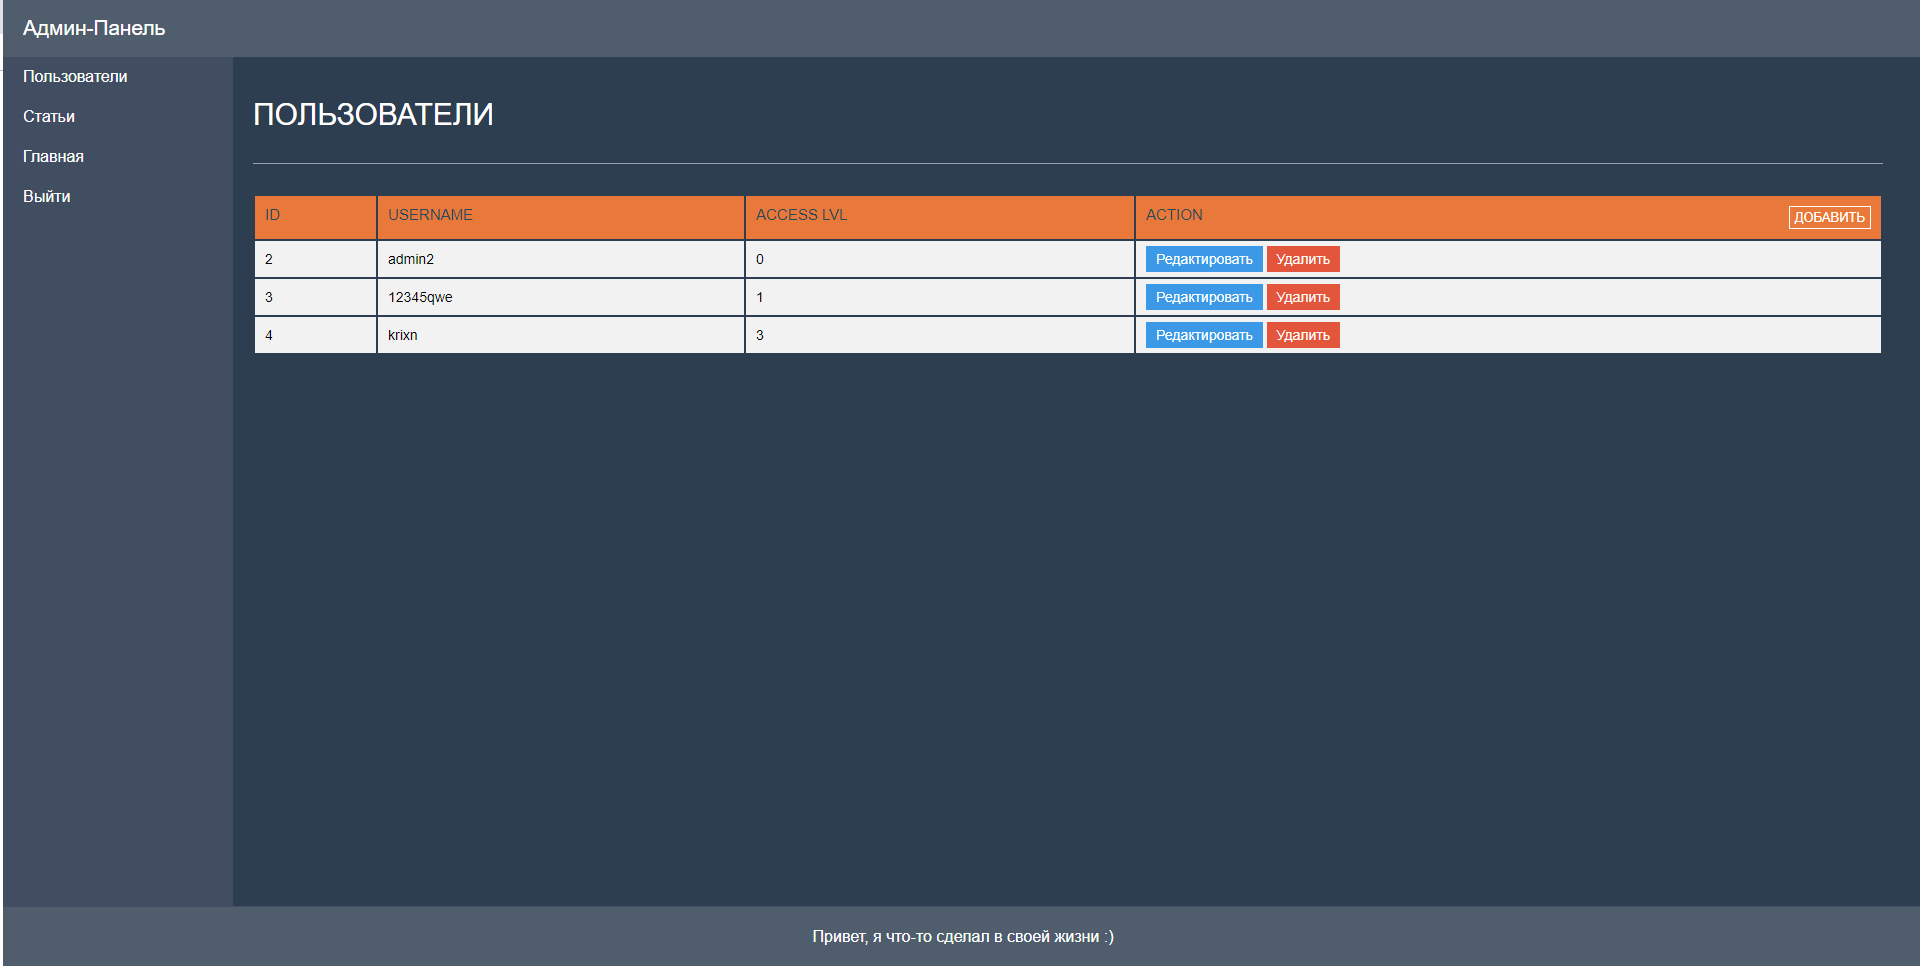 Админ-Панель
Пользователи
Статьи
Главная
Выйти
ПОЛЬЗОВАТЕЛИ
ID USERNAME ACCESS LVL ACTION ДОБАВИТЬ
2 admin2 0 Редактировать Удалить
3 12345qwe 1 Редактировать Удалить
4 krixn 3 Редактировать Удалить
Привет, я что-то сделал в своей жизни :)